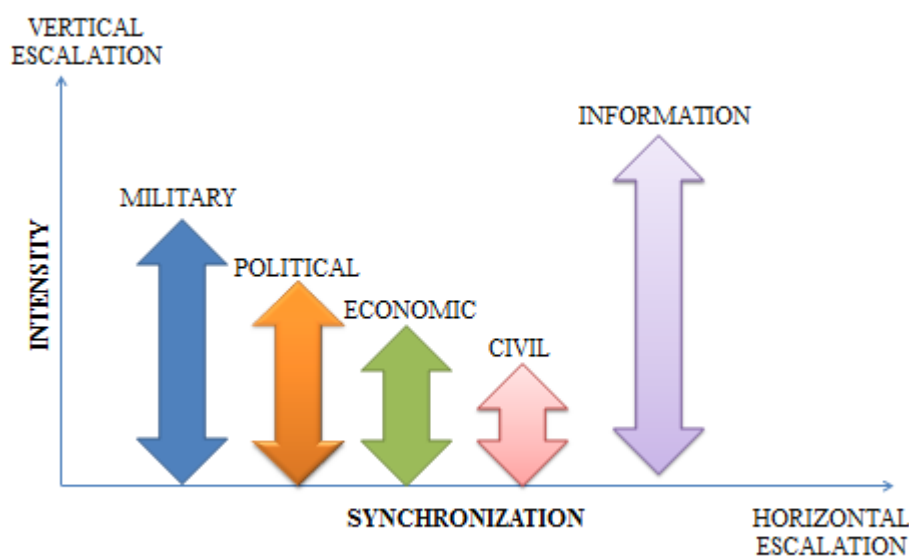 VERTICAL
ESCALATION
INFORMATION
MILITARY
POLITICAL
ECONOMIC
CIVIL
INTENSITY
SYNCHRONIZATION
HORIZONTAL
ESCALATION